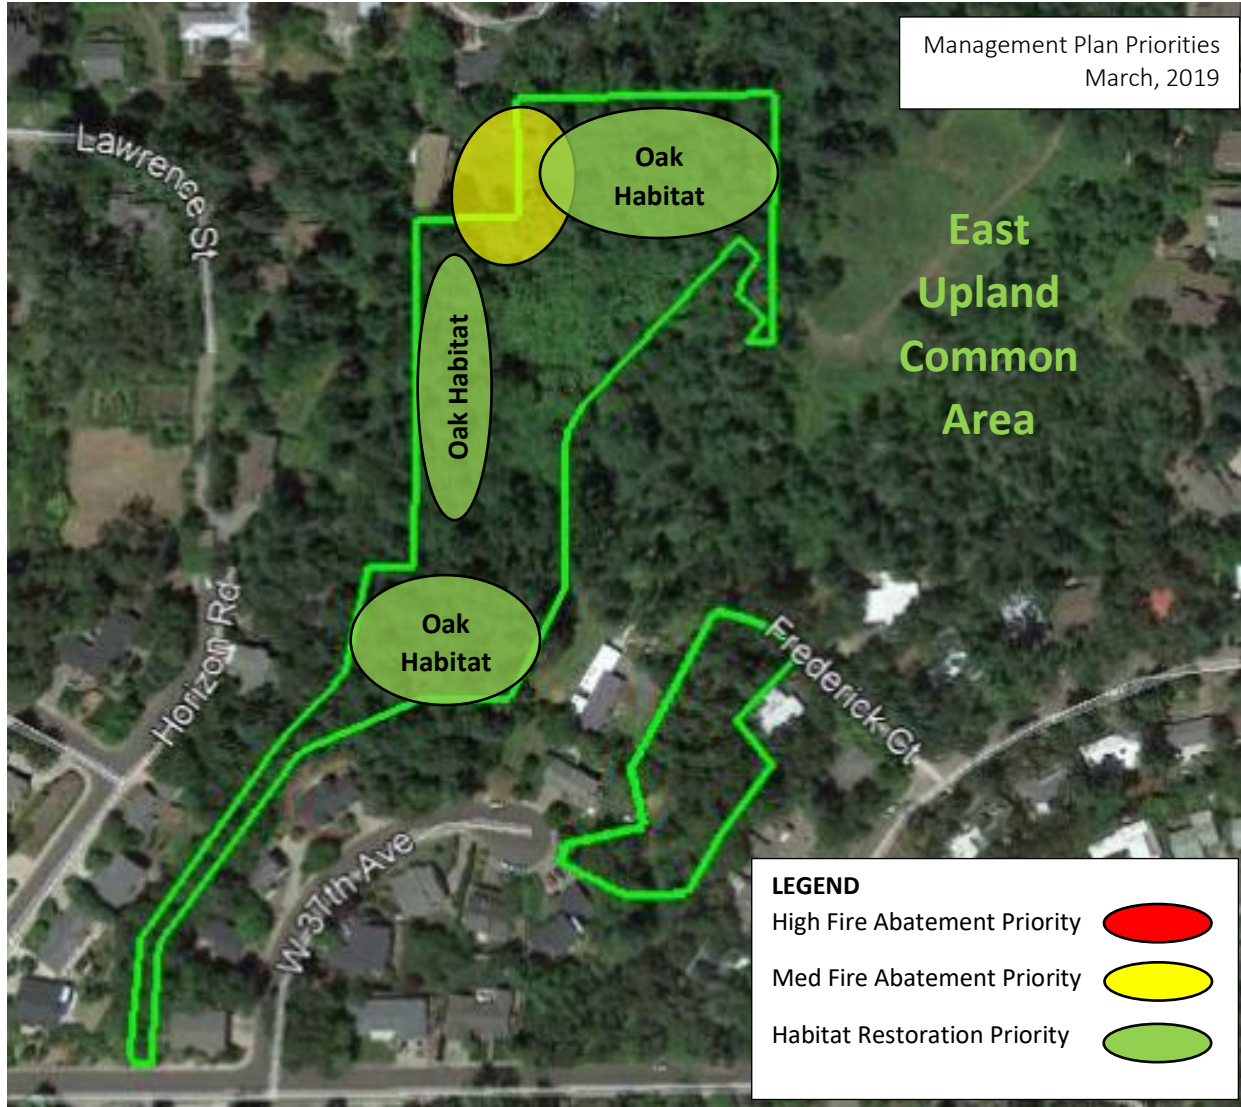 Management Plan Priorities
March, 2019
Lawrence St
Oak
Habitat
East
Upland
Common
Area
Oak Habitat
Oak
Habitat
Horizon Rd
Frederick Ct
W 37th Ave
LEGEND
High Fire Abatement Priority
Med Fire Abatement Priority
Habitat Restoration Priority